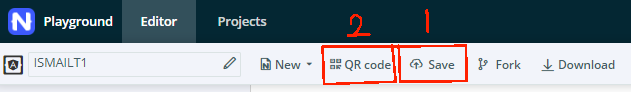 Playground Editor Projects
2 1
ISMAILT1 New QR code Save Fork Download